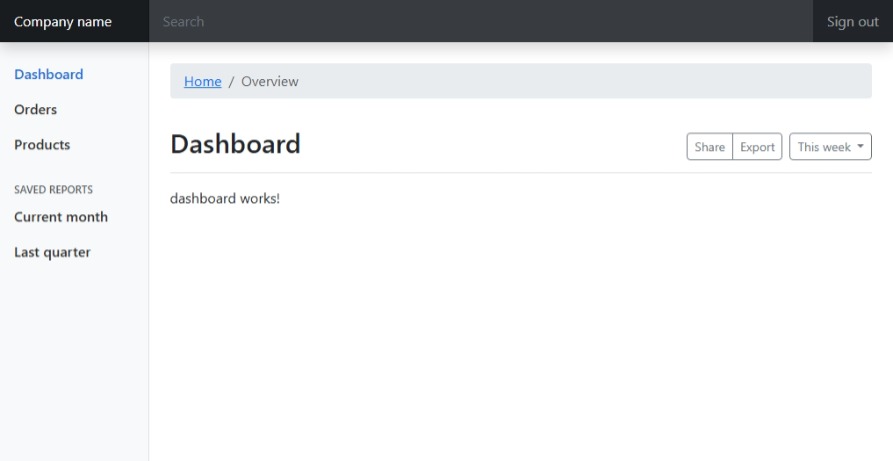 Company name Search Sign out
Dashboard
Orders
Products
SAVED REPORTS
Current month
Last quarter
Home / Overview
Dashboard Share Export This week
dashboard works!